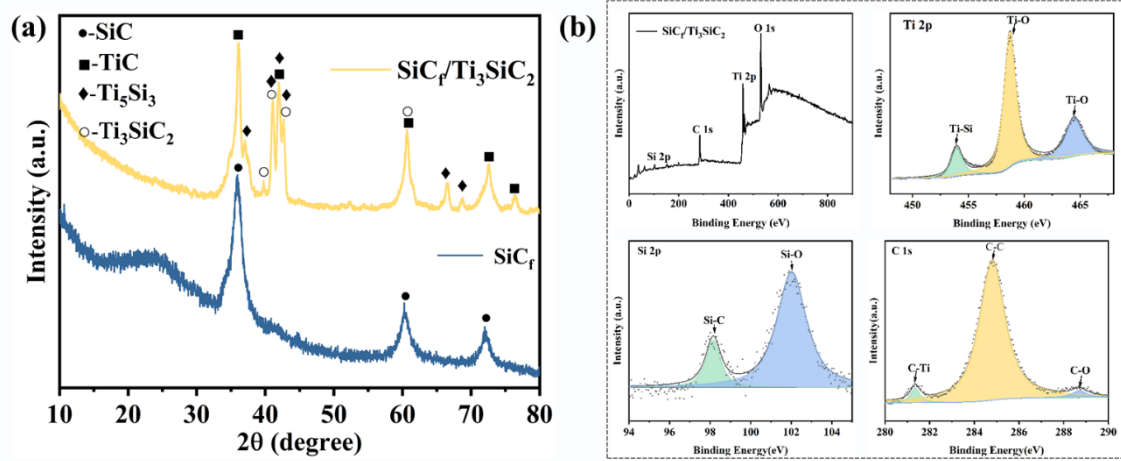 (a)
●-SiC
■-TiC
◆-Ti₅Si₃
○-Ti₃SiC₂
SiC_f/Ti₃SiC₂
SiC_f
Intensity (a.u.)
10 20 30 40 50 60 70 80
2θ (degree)
(b)
SiC_f/Ti₃SiC₂
O 1s
Ti 2p
C 1s
Si 2p
Intensity (a.u.)
0 200 400 600 800
Binding Energy (eV)
Ti 2p
Ti-O
Ti-O
Ti-Si
Intensity (a.u.)
450 455 460 465
Binding Energy (eV)
Si 2p
Si-O
Si-C
Intensity(a.u.)
94 96 98 100 102 104
Binding Energy(eV)
C 1s
C-C
C-Ti
C-O
Intensity(a.u.)
280 282 284 286 288 290
Binding Energy(eV)